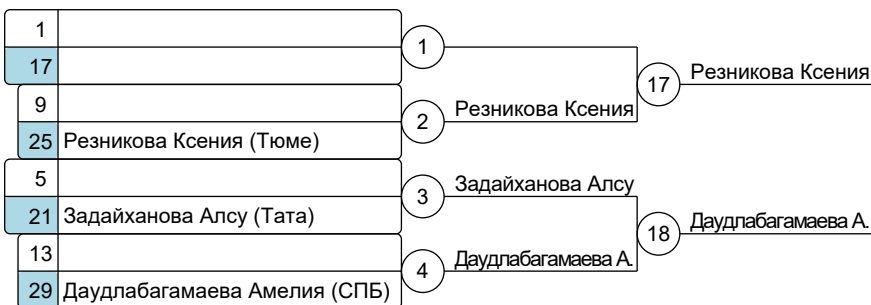 1
17
1
17
Резникова Ксения
9
2
Резникова Ксения
25 Резникова Ксения (Тюме)
5
3
Задайханова Алсу
21 Задайханова Алсу (Тата)
18
Даудлабагамаева А.
13
4
Даудлабагамаева А.
29 Даудлабагамаева Амелия (СПБ)